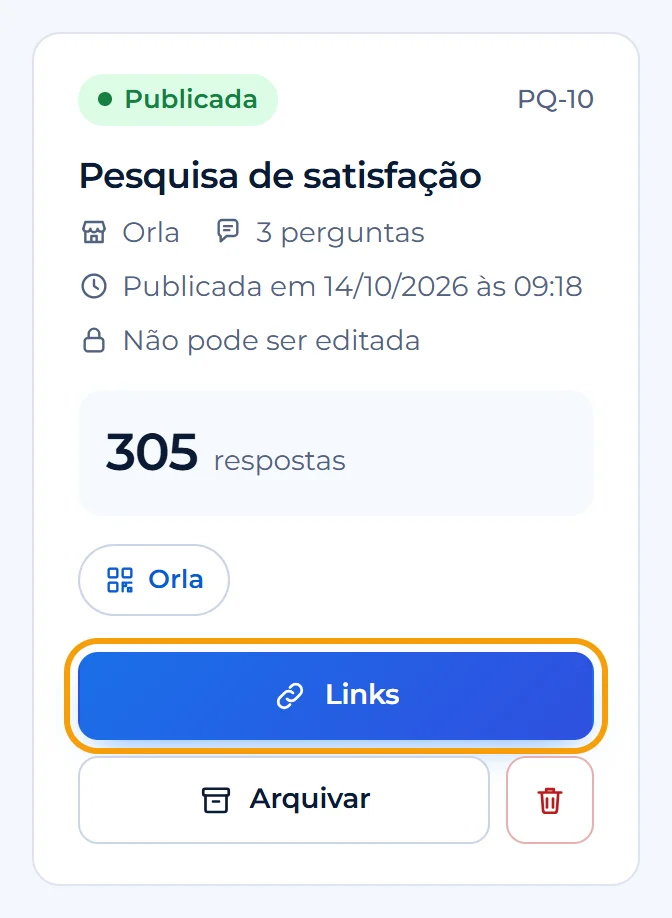 Publicada
PQ-10
Pesquisa de satisfação
Orla 3 perguntas
Publicada em 14/10/2026 às 09:18
Não pode ser editada
305 respostas
Orla
Links
Arquivar